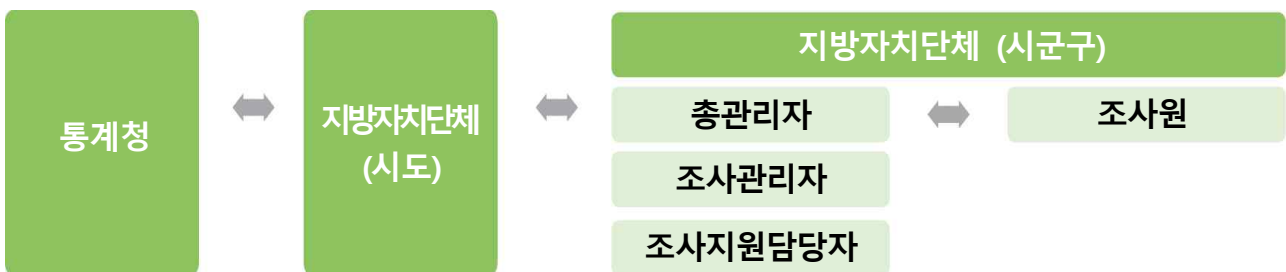 통계청
지방자치단체
(시도)
지방자치단체 (시군구)
총관리자
조사원
조사관리자
조사지원담당자